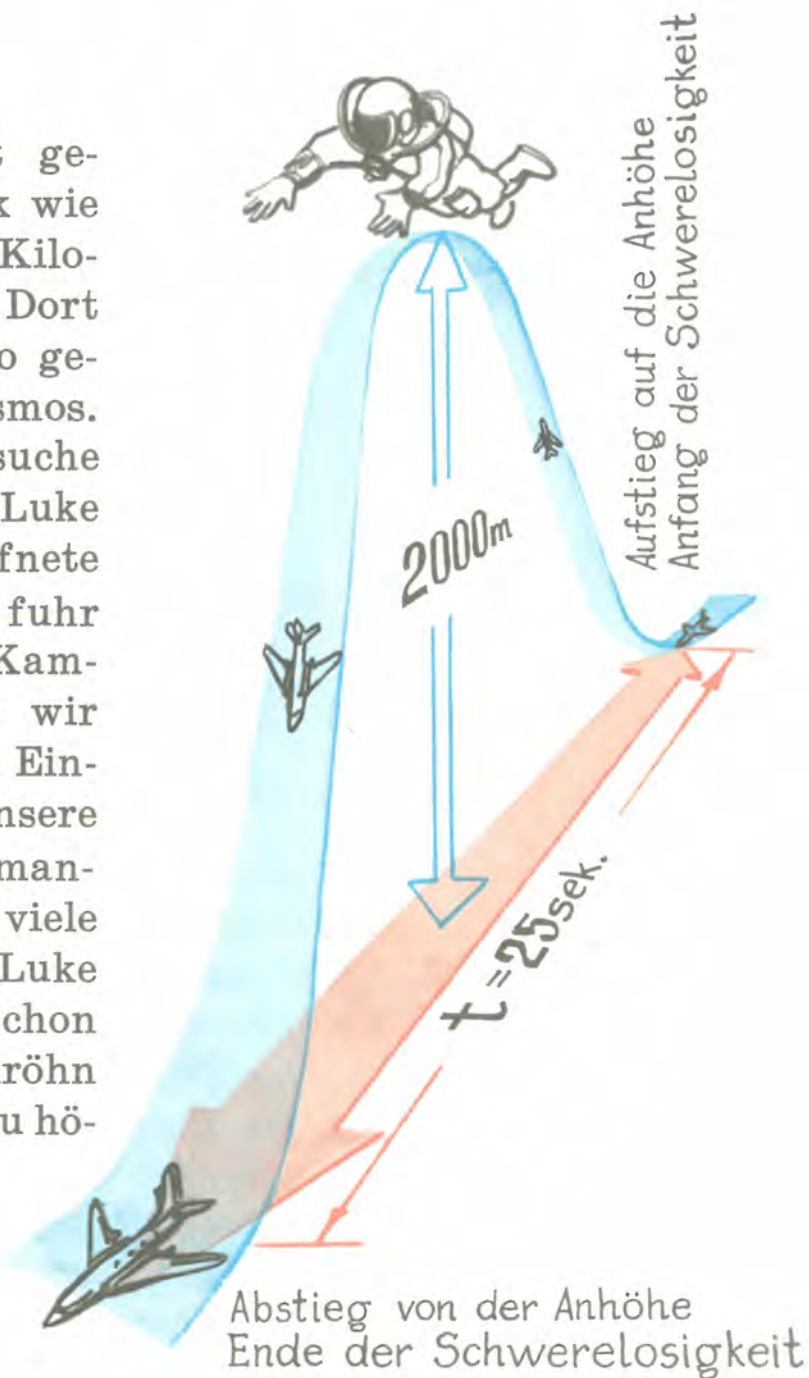 ge-
k wie
Kilo-
Dort
o ge-
smos.
suche
Luke
fnete
fuhr
Kam-
wir
Ein-
nsere
man-
viele
Luke
chon
röhn
u hö-
Aufstieg auf die Anhöhe
Anfang der Schwerelosigkeit
2000m
t=25sek.
Abstieg von der Anhöhe
Ende der Schwerelosigkeit